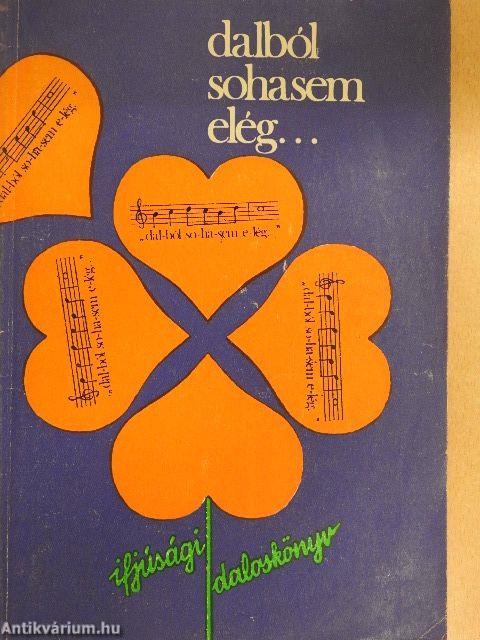 dalból
sohasem
elég...
„dal-ból so-ha-sem e-lég..."
„dal-ból so-ha-sem e-lég..."
„dal-ból so-ha-sem e-lég..."
„dal-ból so-ha-sem e-lég..."
ifjúsági
daloskönyv
Antikvárium.hu